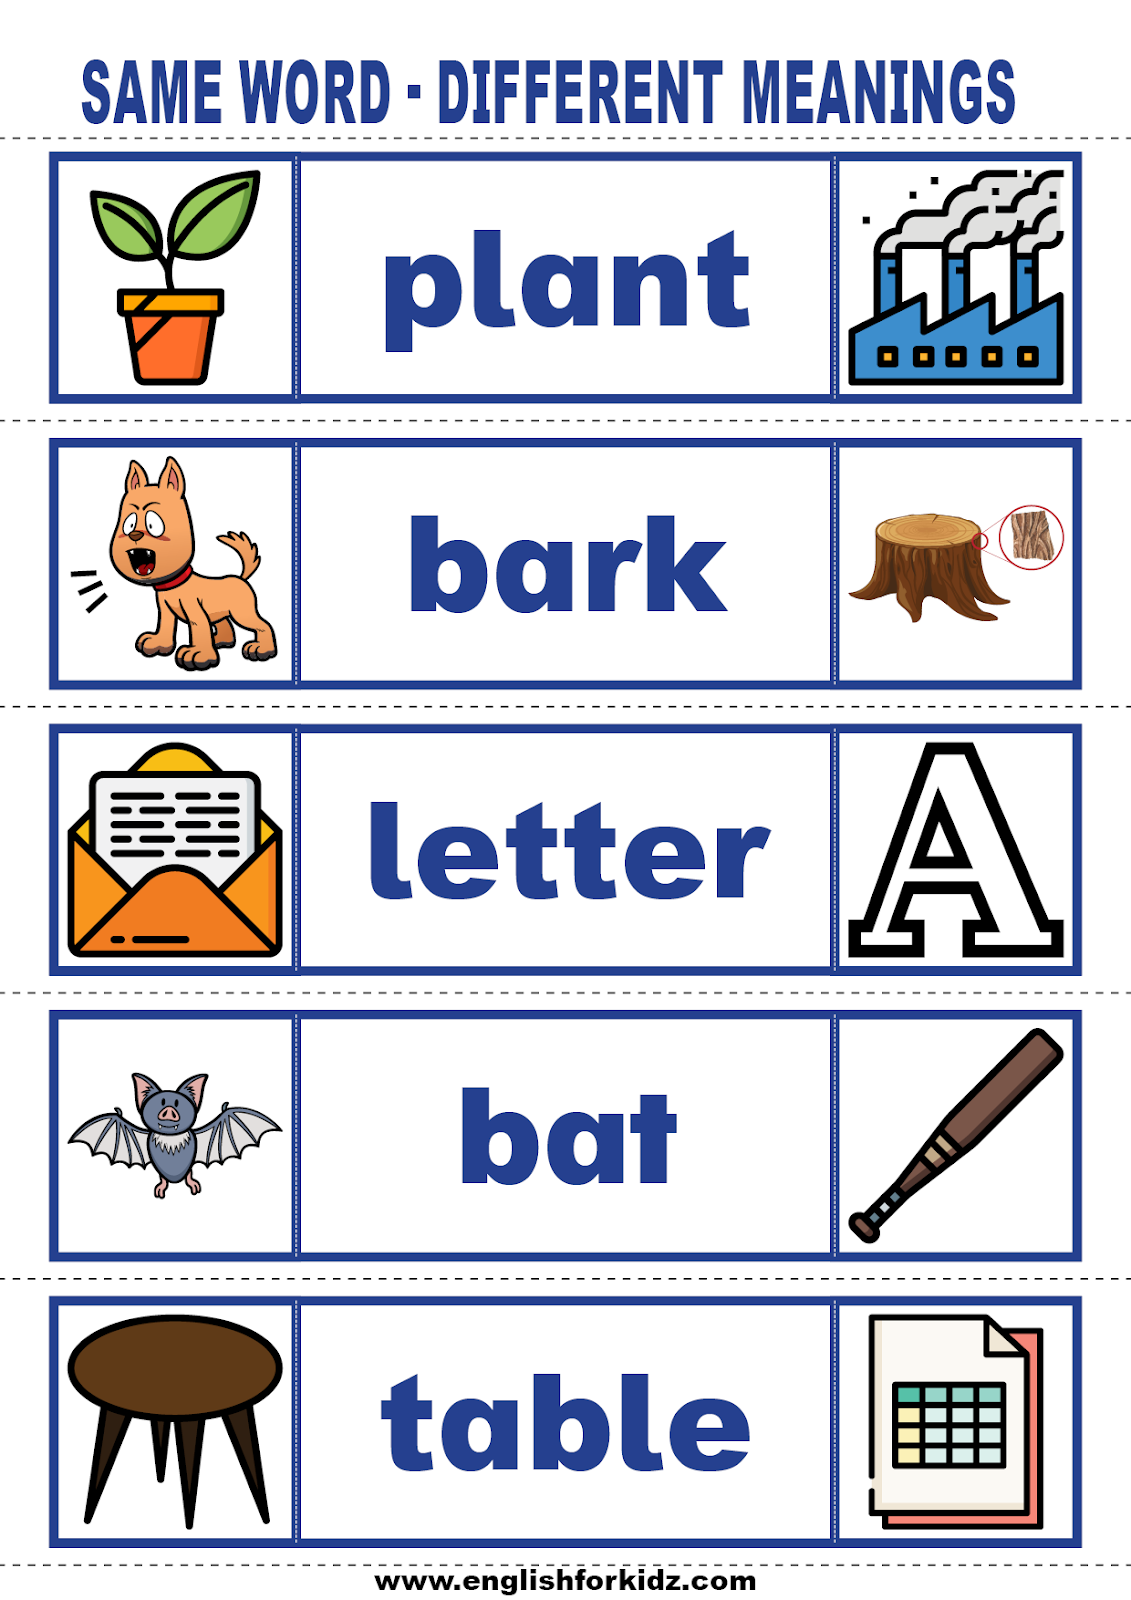 SAME WORD - DIFFERENT MEANINGS
plant
bark
letter
A
bat
table
www.englishforkidz.com